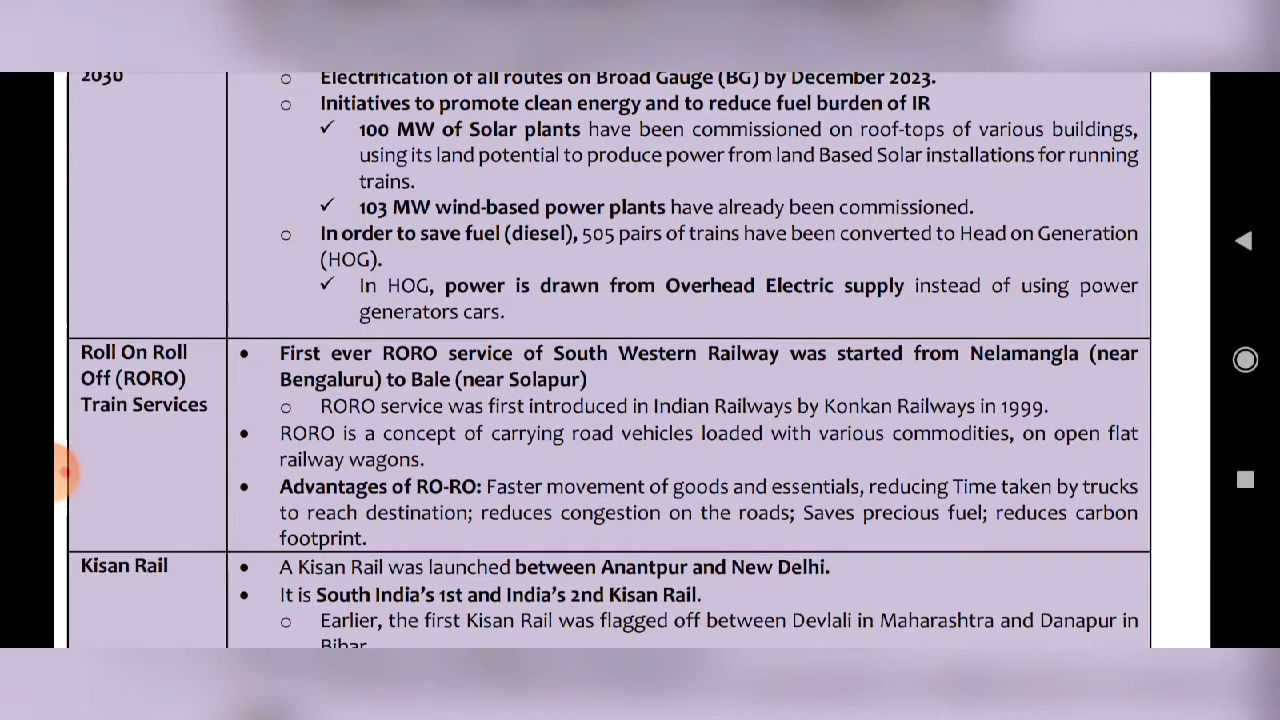 2030
o Electrification of all routes on Broad Gauge (BG) by December 2023.
o Initiatives to promote clean energy and to reduce fuel burden of IR
✓ 100 MW of Solar plants have been commissioned on roof-tops of various buildings,
using its land potential to produce power from land Based Solar installations for running
trains.
✓ 103 MW wind-based power plants have already been commissioned.
o In order to save fuel (diesel), 505 pairs of trains have been converted to Head on Generation
(HOG).
✓ In HOG, power is drawn from Overhead Electric supply instead of using power
generators cars.
Roll On Roll
Off (RORO)
Train Services
• First ever RORO service of South Western Railway was started from Nelamangla (near
Bengaluru) to Bale (near Solapur)
o RORO service was first introduced in Indian Railways by Konkan Railways in 1999.
• RORO is a concept of carrying road vehicles loaded with various commodities, on open flat
railway wagons.
• Advantages of RO-RO: Faster movement of goods and essentials, reducing Time taken by trucks
to reach destination; reduces congestion on the roads; Saves precious fuel; reduces carbon
footprint.
Kisan Rail
• A Kisan Rail was launched between Anantpur and New Delhi.
• It is South India's 1st and India's 2nd Kisan Rail.
o Earlier, the first Kisan Rail was flagged off between Devlali in Maharashtra and Danapur in
Bihar.